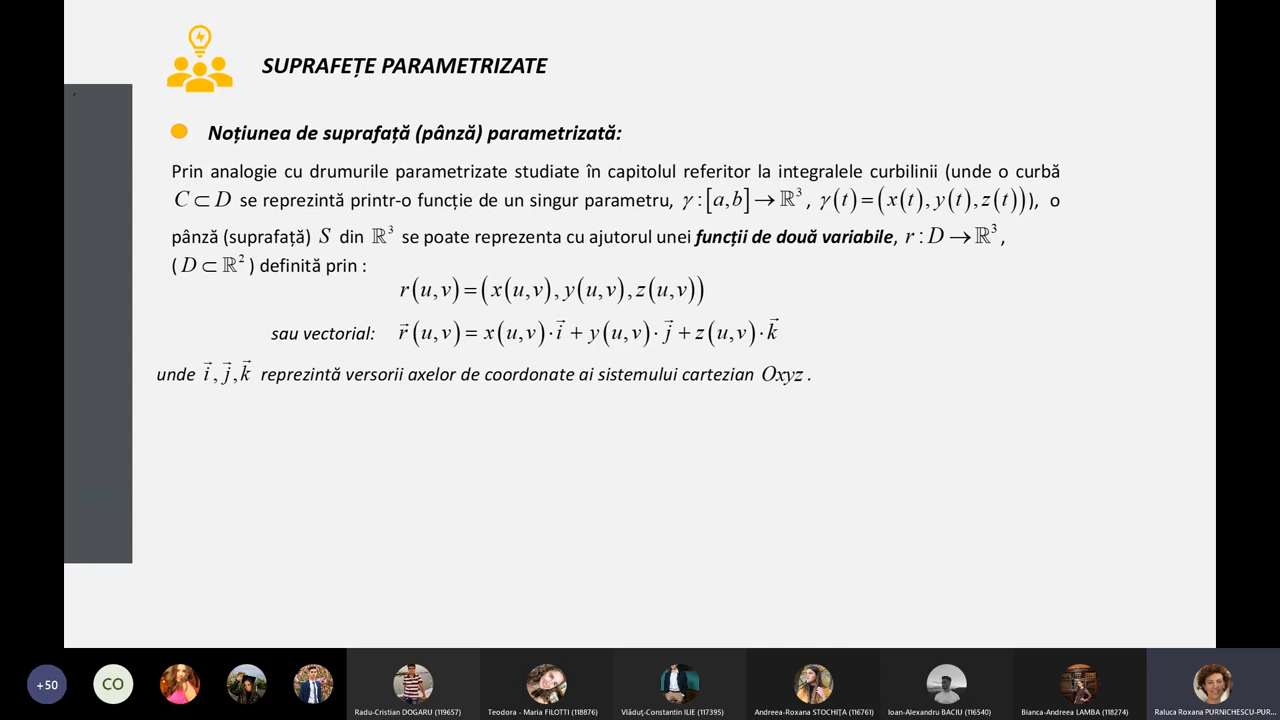 SUPRAFEȚE PARAMETRIZATE
Noțiunea de suprafață (pânză) parametrizată:
Prin analogie cu drumurile parametrizate studiate în capitolul referitor la integralele curbilinii (unde o curbă
C ⊂ D se reprezintă printr-o funcție de un singur parametru, γ : [a,b] → ℝ³, γ(t) = (x(t), y(t), z(t))), o
pânză (suprafață) S din ℝ³ se poate reprezenta cu ajutorul unei funcții de două variabile, r : D → ℝ³,
(D ⊂ ℝ²) definită prin :
r(u,v) = (x(u,v), y(u,v), z(u,v))
sau vectorial: r⃗(u,v) = x(u,v)·i⃗ + y(u,v)·j⃗ + z(u,v)·k⃗
unde i⃗, j⃗, k⃗ reprezintă versorii axelor de coordonate ai sistemului cartezian Oxyz.
+50
CO
Radu-Cristian DOGARU (119657)
Teodora - Maria FILOTTI (118876)
Vlăduț-Constantin ILIE (117395)
Andreea-Roxana STOCHIȚA (116761)
Ioan-Alexandru BACIU (116540)
Bianca-Andreea LAMBA (118274)
Raluca Roxana PURNICHESCU-PUR...